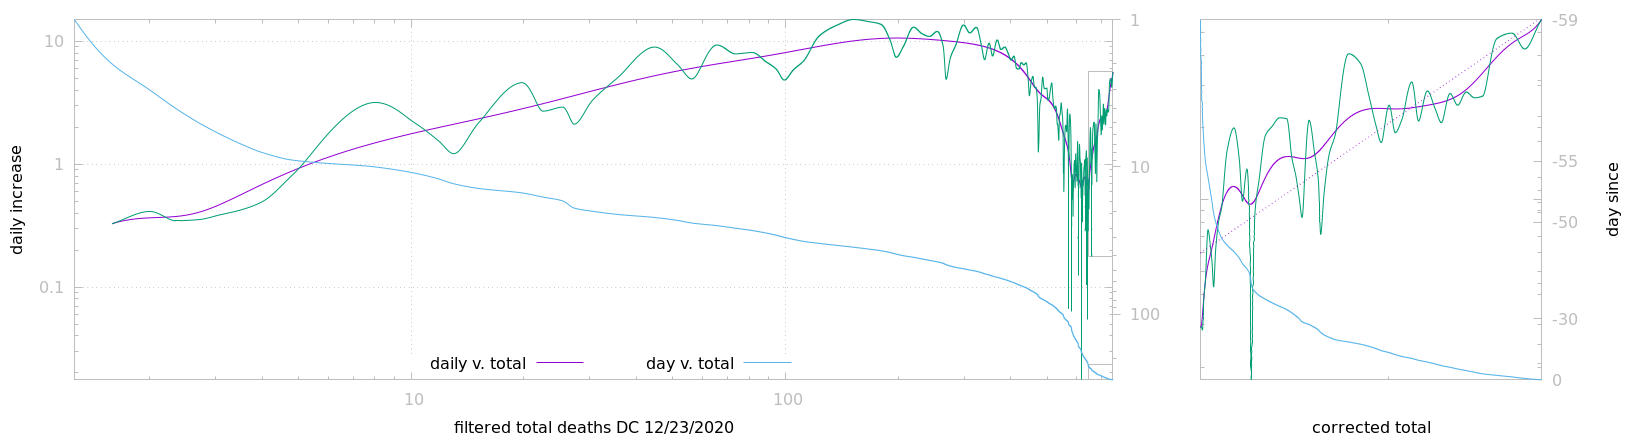 10
1
0.1
daily increase
daily v. total
day v. total
10
100
filtered total deaths DC 12/23/2020
1
10
100
-59
-55
-50
-30
0
day since
corrected total